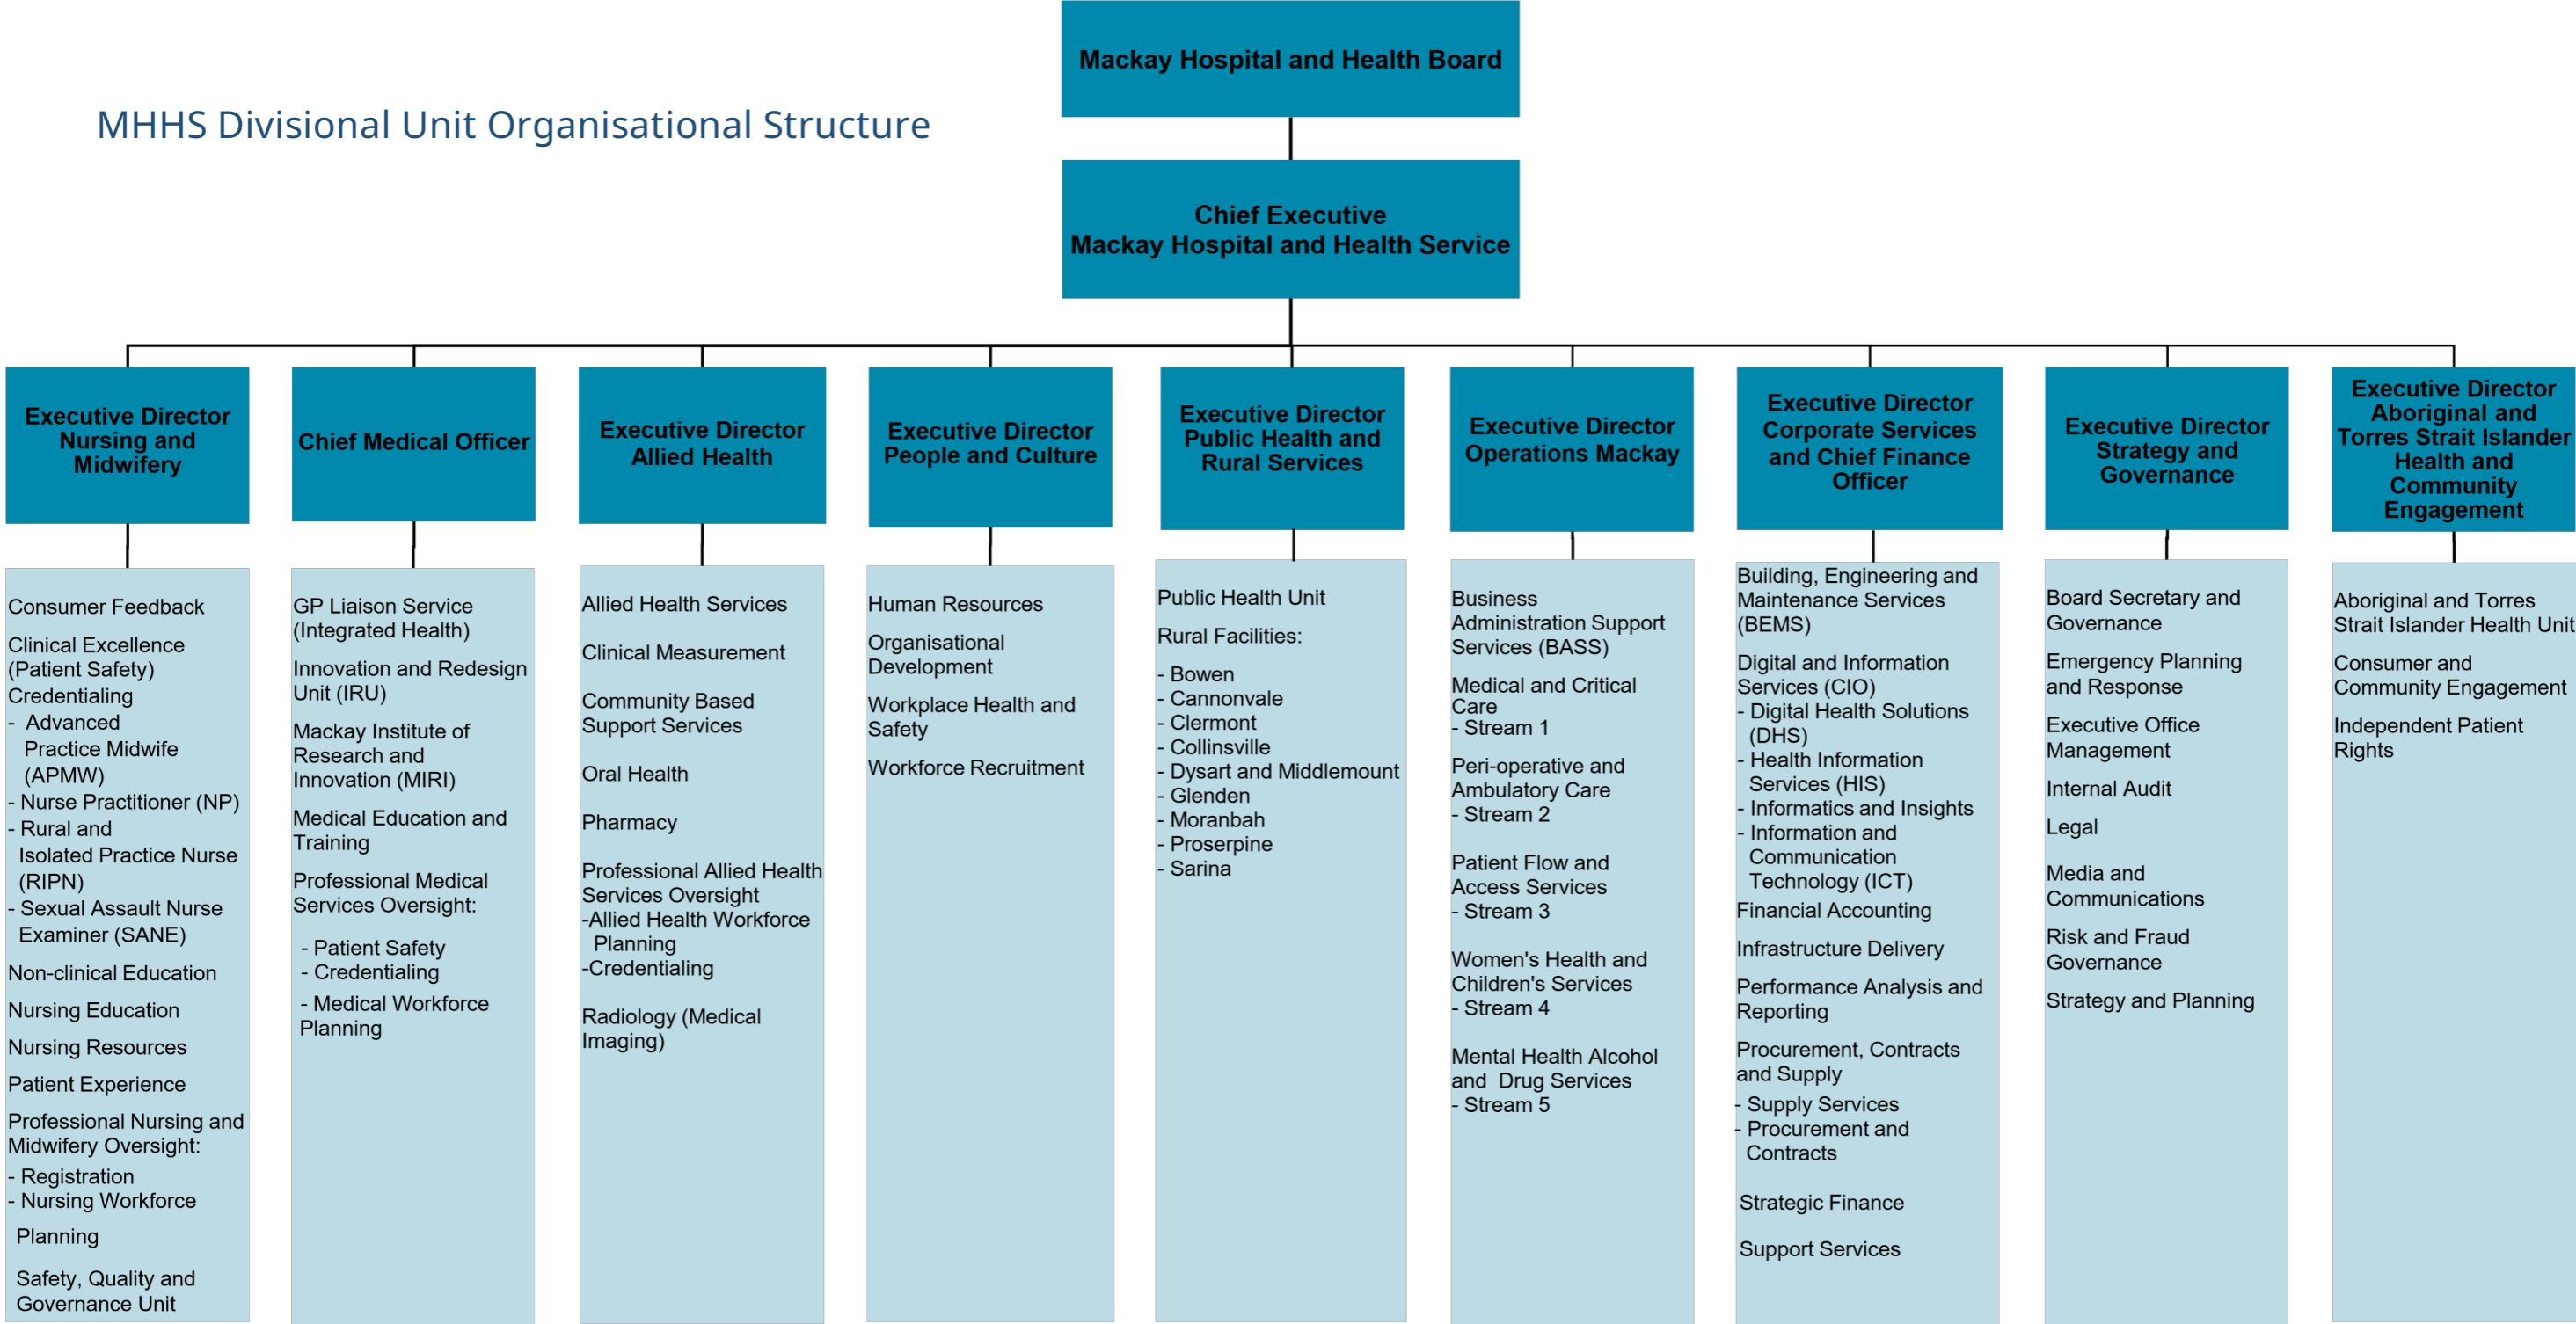 MHHS Divisional Unit Organisational Structure
Mackay Hospital and Health Board
Chief Executive
Mackay Hospital and Health Service
Executive Director
Nursing and
Midwifery
Consumer Feedback
Clinical Excellence
(Patient Safety)
Credentialing
- Advanced
Practice Midwife
(APMW)
- Nurse Practitioner (NP)
- Rural and
Isolated Practice Nurse
(RIPN)
- Sexual Assault Nurse
Examiner (SANE)
Non-clinical Education
Nursing Education
Nursing Resources
Patient Experience
Professional Nursing and
Midwifery Oversight:
- Registration
- Nursing Workforce
Planning
Safety, Quality and
Governance Unit
Chief Medical Officer
GP Liaison Service
(Integrated Health)
Innovation and Redesign
Unit (IRU)
Mackay Institute of
Research and
Innovation (MIRI)
Medical Education and
Training
Professional Medical
Services Oversight:
- Patient Safety
- Credentialing
- Medical Workforce
Planning
Executive Director
Allied Health
Allied Health Services
Clinical Measurement
Community Based
Support Services
Oral Health
Pharmacy
Professional Allied Health
Services Oversight
-Allied Health Workforce
Planning
-Credentialing
Radiology (Medical
Imaging)
Executive Director
People and Culture
Human Resources
Organisational
Development
Workplace Health and
Safety
Workforce Recruitment
Executive Director
Public Health and
Rural Services
Public Health Unit
Rural Facilities:
- Bowen
- Cannonvale
- Clermont
- Collinsville
- Dysart and Middlemount
- Glenden
- Moranbah
- Proserpine
- Sarina
Executive Director
Operations Mackay
Business
Administration Support
Services (BASS)
Medical and Critical
Care
- Stream 1
Peri-operative and
Ambulatory Care
- Stream 2
Patient Flow and
Access Services
- Stream 3
Women's Health and
Children's Services
- Stream 4
Mental Health Alcohol
and Drug Services
- Stream 5
Executive Director
Corporate Services
and Chief Finance
Officer
Building, Engineering and
Maintenance Services
(BEMS)
Digital and Information
Services (CIO)
- Digital Health Solutions
(DHS)
- Health Information
Services (HIS)
- Informatics and Insights
- Information and
Communication
Technology (ICT)
Financial Accounting
Infrastructure Delivery
Performance Analysis and
Reporting
Procurement, Contracts
and Supply
- Supply Services
- Procurement and
Contracts
Strategic Finance
Support Services
Executive Director
Strategy and
Governance
Board Secretary and
Governance
Emergency Planning
and Response
Executive Office
Management
Internal Audit
Legal
Media and
Communications
Risk and Fraud
Governance
Strategy and Planning
Executive Director
Aboriginal and
Torres Strait Islander
Health and
Community
Engagement
Aboriginal and Torres
Strait Islander Health Unit
Consumer and
Community Engagement
Independent Patient
Rights